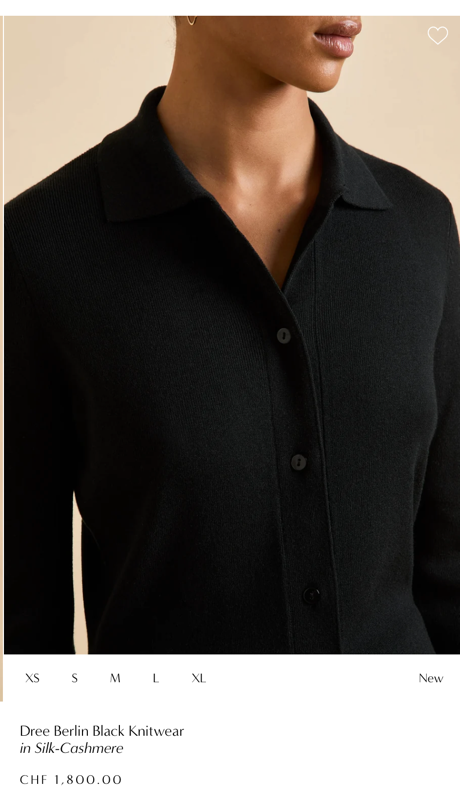 XS S M L XL New
Dree Berlin Black Knitwear
in Silk-Cashmere
CHF 1,800.00